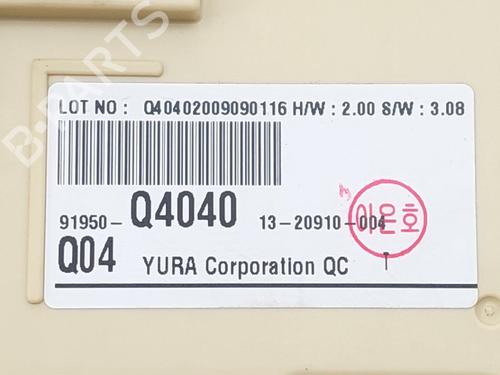 B-PARTS
LOT NO : Q40402009090116 H/W : 2.00 S/W : 3.08
91950-Q4040 13-20910-004
이은호
Q04 YURA Corporation QC T